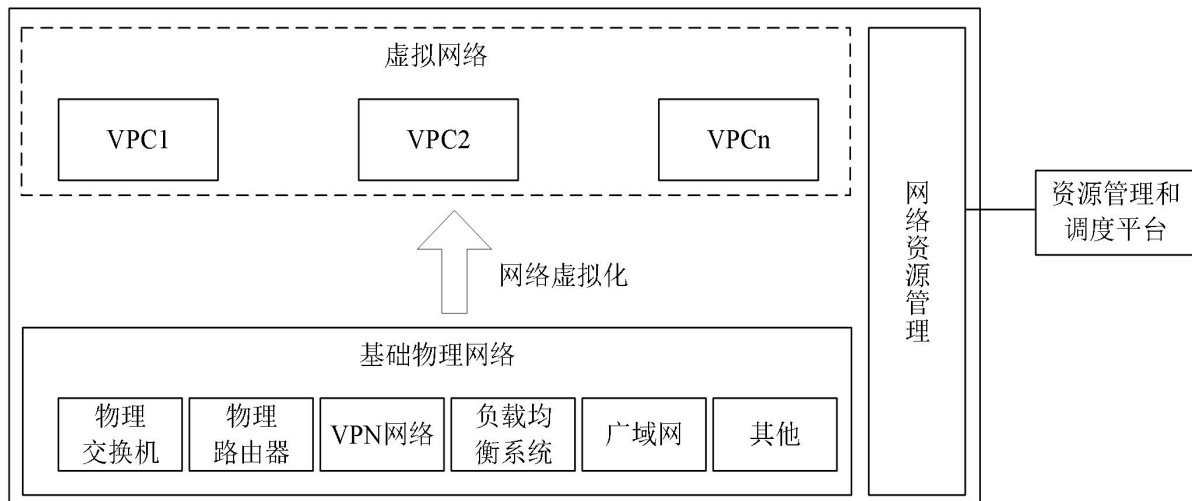 虚拟网络
VPC1
VPC2
VPCn
网络虚拟化
基础物理网络
物理
交换机
物理
路由器
VPN网络
负载均
衡系统
广域网
其他
网
络
资
源
管
理
资源管理和
调度平台